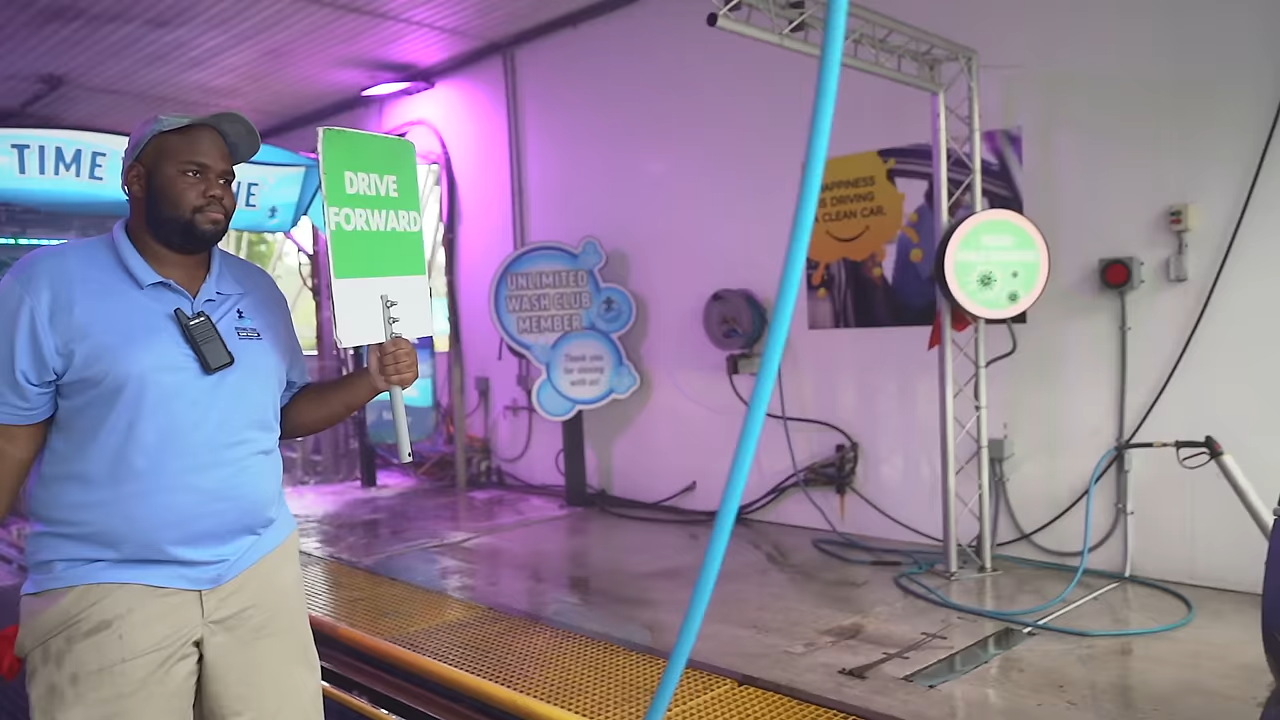 TIME
DRIVE
FORWARD
UNLIMITED
WASH CLUB
MEMBER
Thank you
for shining
with us!
HAPPINESS
IS DRIVING
A CLEAN CAR.